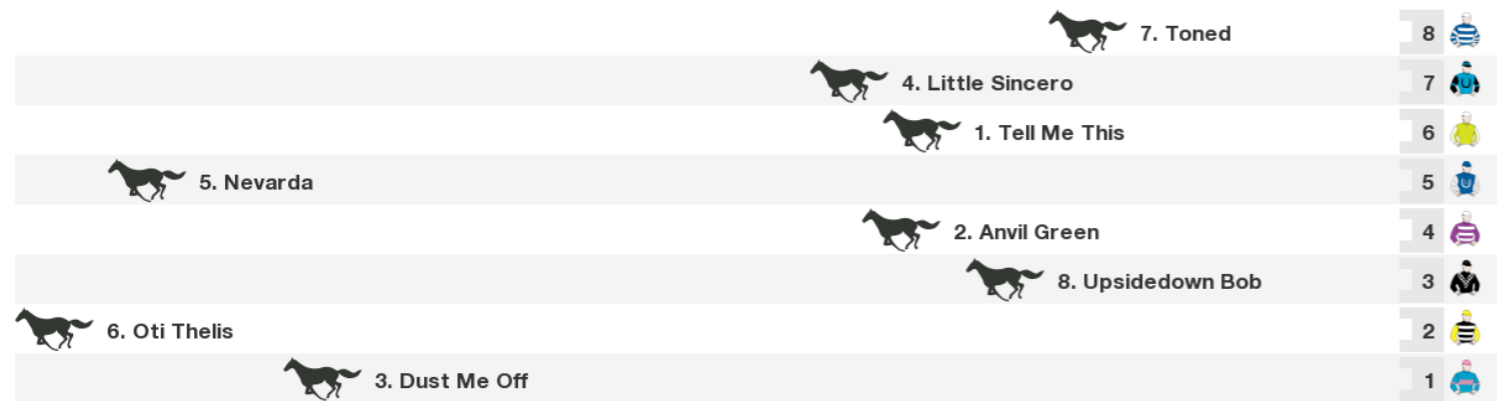 7. Toned 8
4. Little Sincero 7
1. Tell Me This 6
5. Nevarda 5
2. Anvil Green 4
8. Upsidedown Bob 3
6. Oti Thelis 2
3. Dust Me Off 1